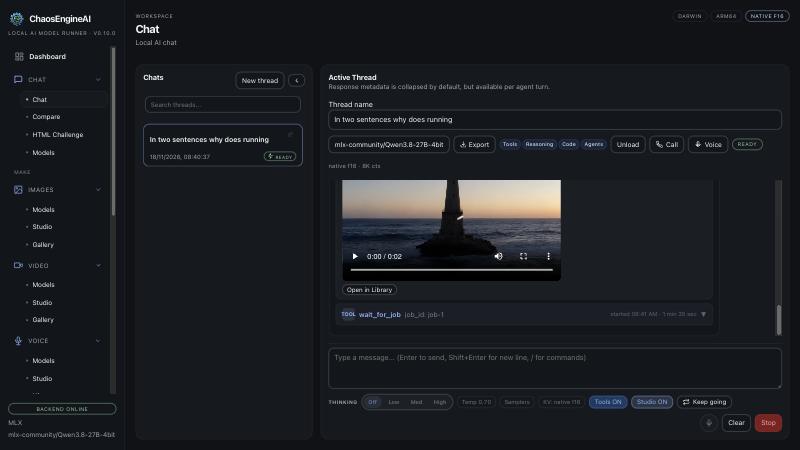 ChaosEngineAI
LOCAL AI MODEL RUNNER · V0.10.0
Dashboard
CHAT
Chat
Compare
HTML Challenge
Models
MAKE
IMAGES
Models
Studio
Gallery
VIDEO
Models
Studio
Gallery
VOICE
Models
Studio
BACKEND ONLINE
MLX
mlx-community/Qwen3.8-27B-4bit
WORKSPACE
Chat
Local AI chat
DARWIN
ARM64
NATIVE F16
Chats
New thread
Search threads...
In two sentences why does running
18/11/2026, 08:40:37
READY
Active Thread
Response metadata is collapsed by default, but available per agent turn.
Thread name
In two sentences why does running
mlx-community/Qwen3.8-27B-4bit Export Tools Reasoning Code Agents Unload Call Voice READY
native f16 · 8K ctx
0:00 / 0:02
Open in Library
TOOL wait_for_job job_id: job-1 started 08:41 AM · 1 min 35 sec
Type a message... (Enter to send, Shift+Enter for new line, / for commands)
THINKING Off Low Med High Temp 0.70 Samplers KV: native f16 Tools ON Studio ON Keep going
Clear Stop